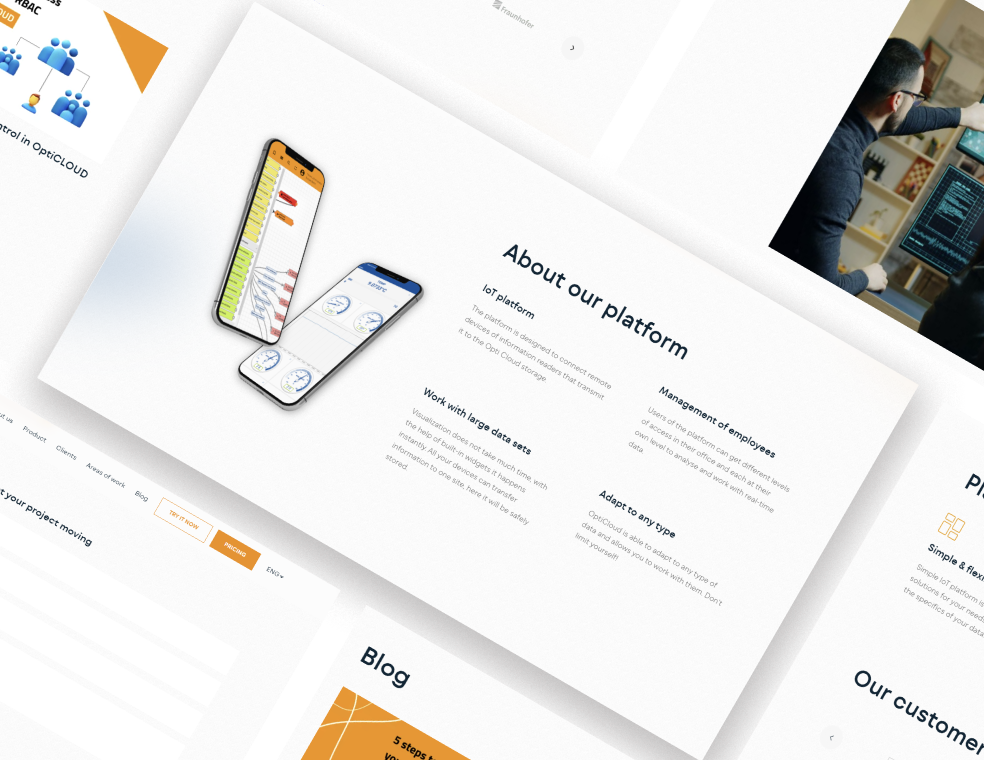 RBAC
OUD
ntrol in OptiCLOUD
Fraunhofer
About our platform
IoT platform
The platform is designed to connect remote
devices of information readers that transmit
it to the Opti Cloud storage
Management of employees
Users of the platform can get different levels
of access in their office and each at their
own level to analyse and work with real-time
data
Work with large data sets
Visualization does not take much time, with
the help of built-in widgets it happens
instantly. All your devices can transfer
information to one site, here it will be safely
stored
Adapt to any type
OptiCloud is able to adapt to any type of
data and allows you to work with them. Don't
limit yourself!
ut us
Product
Clients
Areas of work
Blog
TRY IT NOW
PRICING
ENG
t your project moving
Blog
5 steps t
you
Pl
Simple & flexi
Simple IoT platform is
solutions for your need
the specifics of your data
Our customer